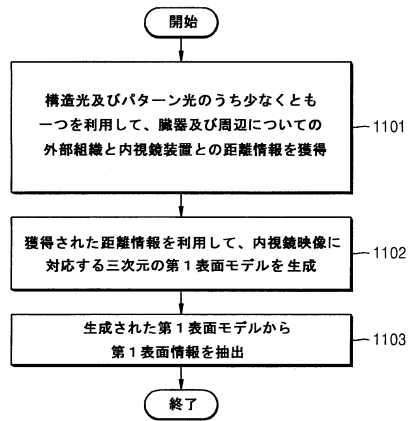 開始
構造光及びパターン光のうち少なくとも
一つを利用して、臓器及び周辺についての
外部組織と内視鏡装置との距離情報を獲得
1101
獲得された距離情報を利用して、内視鏡映像に
対応する三次元の第1表面モデルを生成
1102
生成された第1表面モデルから
第1表面情報を抽出
1103
終了